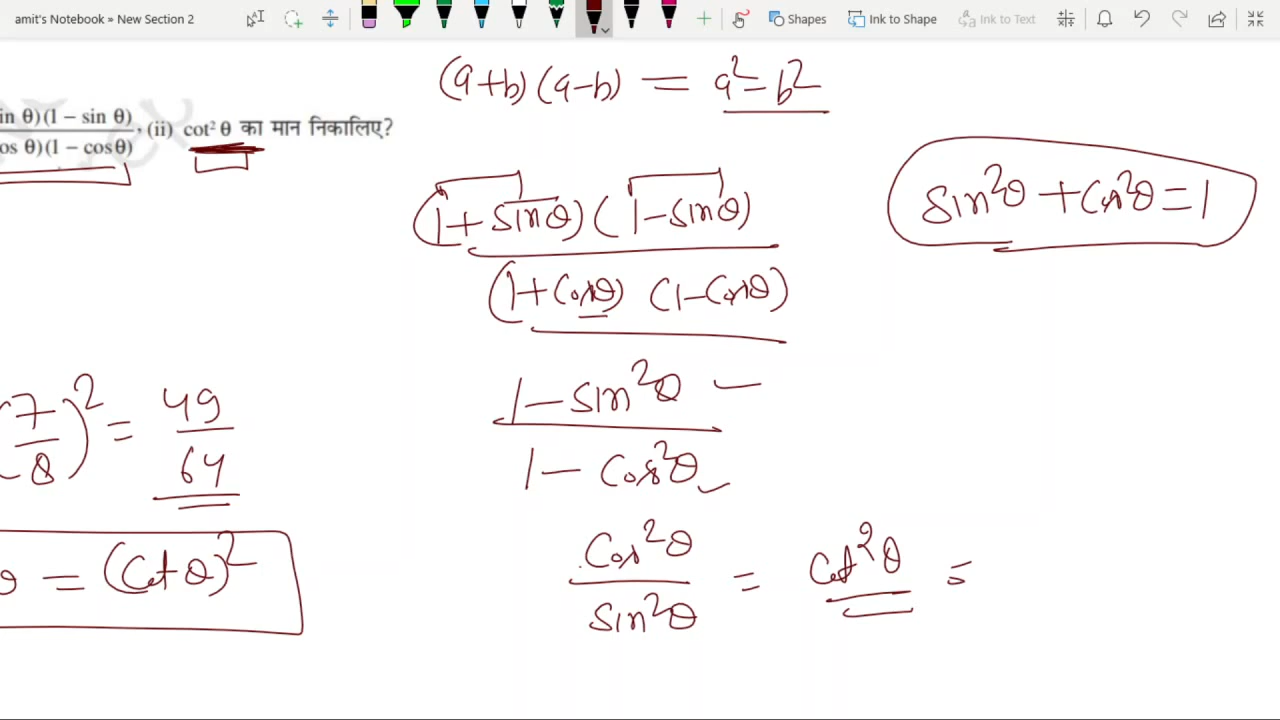 amit's Notebook » New Section 2
Shapes Ink to Shape Ink to Text
(a+b)(a-b) = a²-b²
in θ)(1 – sin θ)
os θ)(1 – cosθ)
, (ii) cot² θ का मान निकालिए?
(1+sinθ)(1-sinθ)
(1+cosθ) (1-cosθ)
sin²θ + cos²θ = 1
1-sin²θ
1-cos²θ
(7/8)² = 49/64
θ = (cotθ)²
cos²θ/sin²θ = cot²θ =